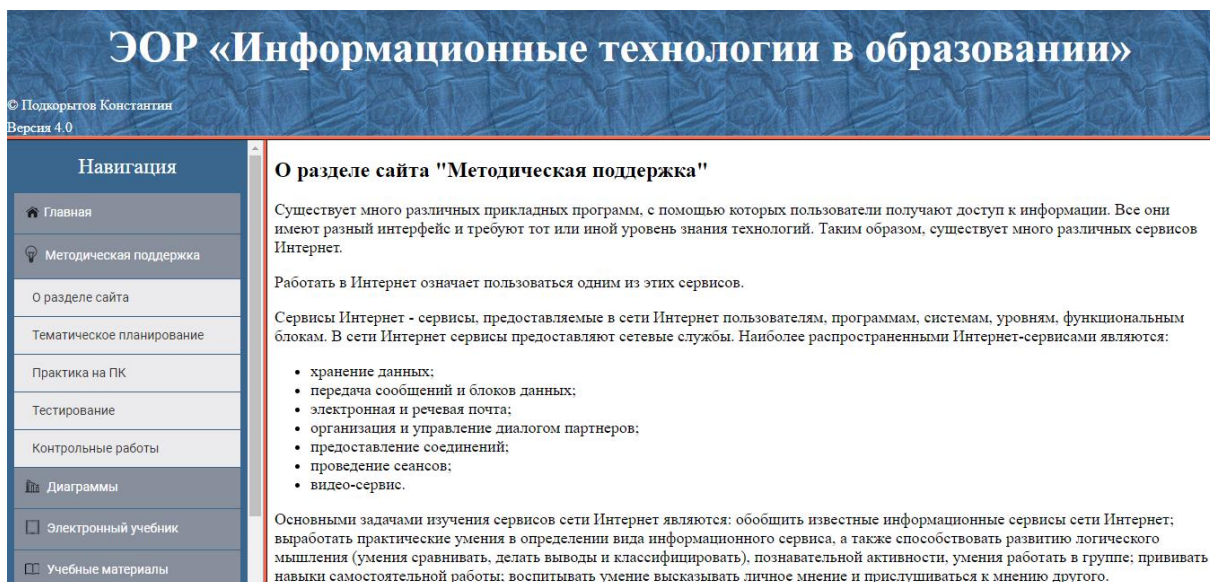 ЭОР «Информационные технологии в образовании»
© Подкорытов Константин
Версия 4.0
Навигация
Главная
Методическая поддержка
О разделе сайта
Тематическое планирование
Практика на ПК
Тестирование
Контрольные работы
Диаграммы
Электронный учебник
Учебные материалы
О разделе сайта "Методическая поддержка"
Существует много различных прикладных программ, с помощью которых пользователи получают доступ к информации. Все они
имеют разный интерфейс и требуют тот или иной уровень знания технологий. Таким образом, существует много различных сервисов
Интернет.
Работать в Интернет означает пользоваться одним из этих сервисов.
Сервисы Интернет - сервисы, предоставляемые в сети Интернет пользователям, программам, системам, уровням, функциональным
блокам. В сети Интернет сервисы предоставляют сетевые службы. Наиболее распространенными Интернет-сервисами являются:
• хранение данных;
• передача сообщений и блоков данных;
• электронная и речевая почта;
• организация и управление диалогом партнеров;
• предоставление соединений;
• проведение сеансов;
• видео-сервис.
Основными задачами изучения сервисов сети Интернет являются: обобщить известные информационные сервисы сети Интернет;
выработать практические умения в определении вида информационного сервиса, а также способствовать развитию логического
мышления (умения сравнивать, делать выводы и классифицировать), познавательной активности, умения работать в группе; прививать
навыки самостоятельной работы; воспитывать умение высказывать личное мнение и прислушиваться к мнению другого.